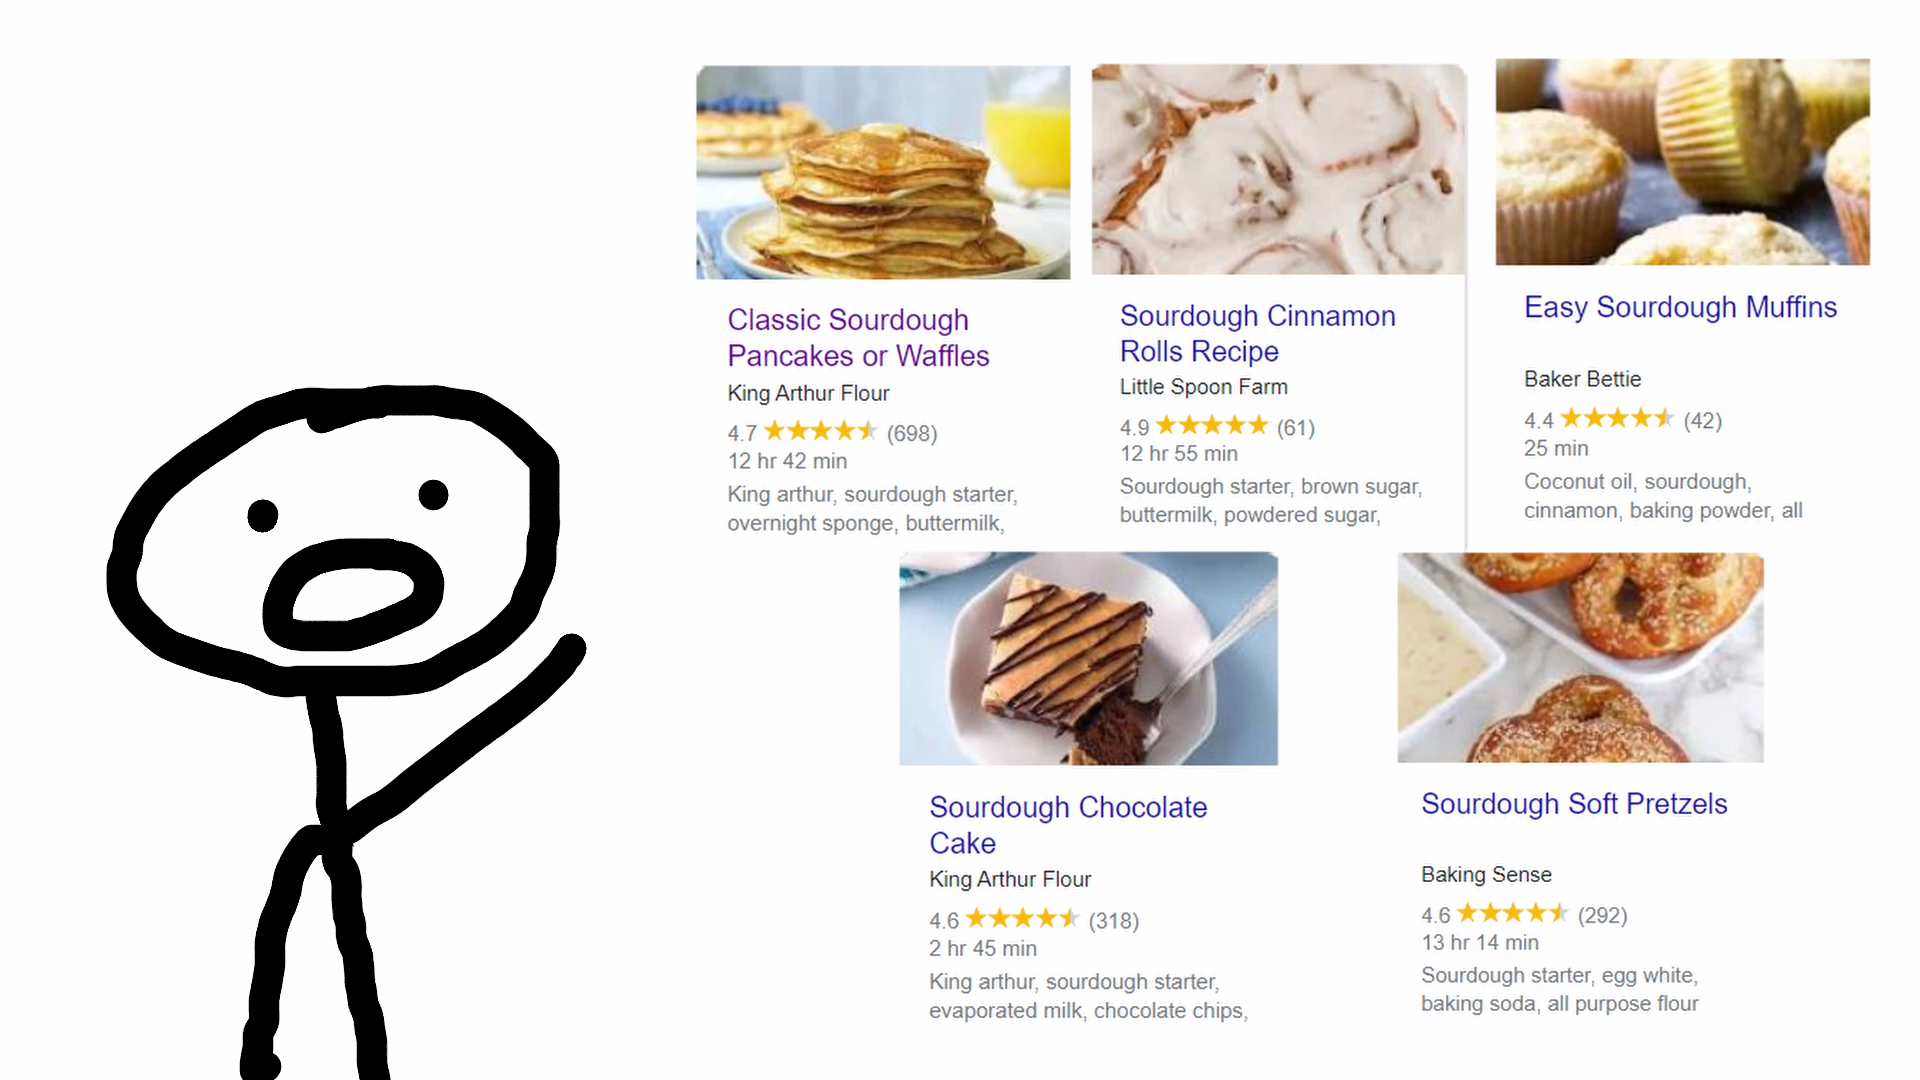 Classic Sourdough
Pancakes or Waffles
King Arthur Flour
4.7 (698)
12 hr 42 min
King arthur, sourdough starter,
overnight sponge, buttermilk,
Sourdough Cinnamon
Rolls Recipe
Little Spoon Farm
4.9 (61)
12 hr 55 min
Sourdough starter, brown sugar,
buttermilk, powdered sugar,
Easy Sourdough Muffins
Baker Bettie
4.4 (42)
25 min
Coconut oil, sourdough,
cinnamon, baking powder, all
Sourdough Chocolate
Cake
King Arthur Flour
4.6 (318)
2 hr 45 min
King arthur, sourdough starter,
evaporated milk, chocolate chips,
Sourdough Soft Pretzels
Baking Sense
4.6 (292)
13 hr 14 min
Sourdough starter, egg white,
baking soda, all purpose flour